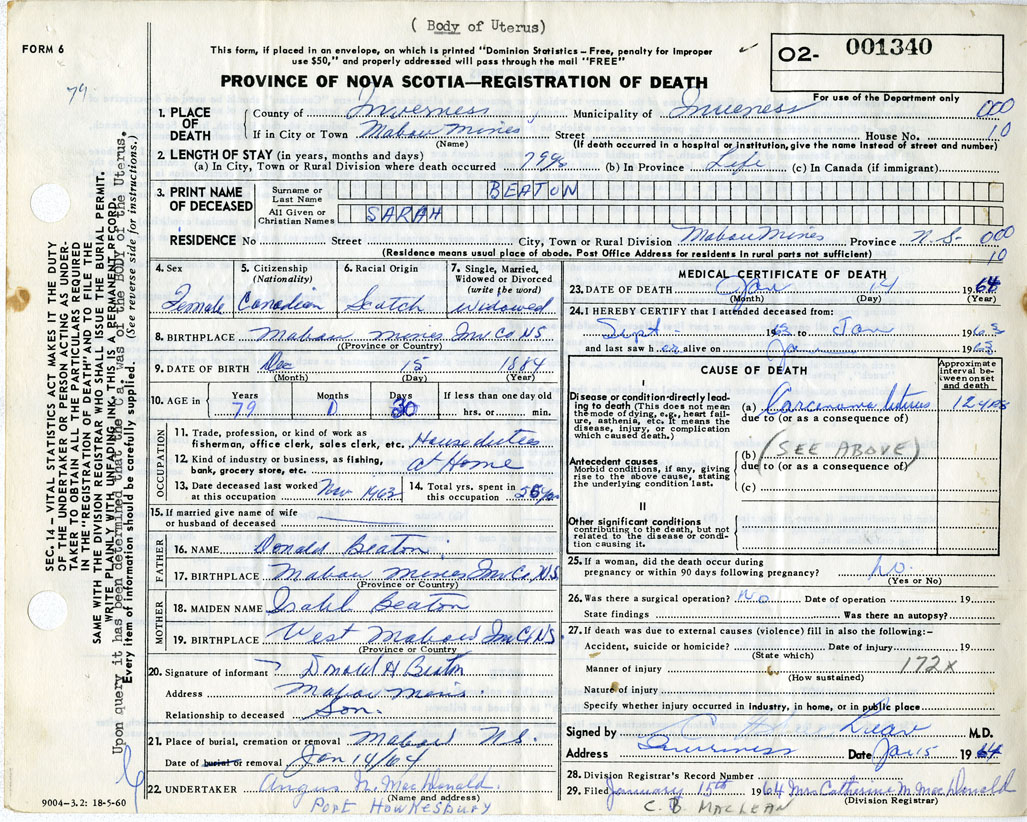 ( Body of Uterus)
FORM 6
This form, if placed in an envelope, on which is printed "Dominion Statistics – Free, penalty for improper
use $50," and properly addressed will pass through the mail "FREE"
02- 001340
For use of the Department only
PROVINCE OF NOVA SCOTIA—REGISTRATION OF DEATH
79
1. PLACE OF DEATH { County of Inverness Municipality of Inverness 000
If in City or Town Mabou Mines Street House No. 10
(Name) (If death occurred in a hospital or institution, give the name instead of street and number)
2. LENGTH OF STAY (in years, months and days)
(a) In City, Town or Rural Division where death occurred 79 (b) In Province Life (c) In Canada (if immigrant)
3. PRINT NAME OF DECEASED { Surname or Last Name BEATON
All Given or Christian Names SARAH
RESIDENCE No Street City, Town or Rural Division Mabou Mines Province N.S. 000
(Residence means usual place of abode. Post Office Address for residents in rural parts not sufficient) 10
4. Sex Female
5. Citizenship (Nationality) Canadian
6. Racial Origin Scotch
7. Single, Married, Widowed or Divorced (write the word) widowed
8. BIRTHPLACE Mabou Mines Inv Co NS
(Province or Country)
9. DATE OF BIRTH Dec 15 1884
(Month) (Day) (Year)
10. AGE in { Years 79 Months 0 Days 30 If less than one day old
hrs. or min.
OCCUPATION
11. Trade, profession, or kind of work as
fisherman, office clerk, sales clerk, etc. House duties
12. Kind of industry or business, as fishing,
bank, grocery store, etc. at Home
13. Date deceased last worked
at this occupation Nov 1963
14. Total yrs. spent in
this occupation
15. If married give name of wife
or husband of deceased
FATHER
16. NAME Donald Beaton
17. BIRTHPLACE Mabou Mines Inv Co NS
(Province or Country)
MOTHER
18. MAIDEN NAME Isabel Beaton
19. BIRTHPLACE West Mabou Inv Co NS.
(Province or Country)
20. Signature of informant Donald H Beaton
Address Mabou Mines.
Relationship to deceased Son.
21. Place of burial, cremation or removal Mabou N.S.
Date of burial or removal Jan 14/64
22. UNDERTAKER Angus M. MacDonald.
(Name and address)
Port Hawkesbury
9004-3.2: 18-5-60
MEDICAL CERTIFICATE OF DEATH
23. DATE OF DEATH Jan 14 1964
(Month) (Day) (Year)
24. I HEREBY CERTIFY that I attended deceased from:
Sept 1963 to Jan 1963
and last saw her alive on Ja 1963
CAUSE OF DEATH
Approximate interval between onset and death
I
Disease or condition directly leading to death (This does not mean the mode of dying, e.g., heart failure, asthenia, etc. It means the disease, injury, or complication which caused death.)
(a) Carcinoma Uterus 12 yrs
due to (or as a consequence of)
Antecedent causes
Morbid conditions, if any, giving rise to the above cause, stating the underlying condition last.
(b) (SEE ABOVE)
due to (or as a consequence of)
(c)
II
Other significant conditions
contributing to the death, but not related to the disease or condition causing it.
25. If a woman, did the death occur during
pregnancy or within 90 days following pregnancy? No.
(Yes or No)
26. Was there a surgical operation? No Date of operation 19
State findings Was there an autopsy?
27. If death was due to external causes (violence) fill in also the following:–
Accident, suicide or homicide? Date of injury 19
(State which)
Manner of injury 172x
(How sustained)
Nature of injury
Specify whether injury occurred in industry, in home, or in public place
Signed by M.D.
Address Inverness Date Jan 15 1964
28. Division Registrar's Record Number
29. Filed January 15th 1964 Mrs Catherine M. MacDonald
(Division Registrar)
C. B MACLEAN
SEC. 14 – VITAL STATISTICS ACT MAKES IT THE DUTY
OF THE UNDERTAKER OR PERSON ACTING AS UNDER-
TAKER TO OBTAIN ALL THE PARTICULARS REQUIRED
IN THE "REGISTRATION OF DEATH" AND TO FILE THE
SAME WITH THE DIVISION REGISTRAR WHO SHALL ISSUE THE BURIAL PERMIT.
WRITE PLAINLY WITH UNFADING INK. THIS IS A PERMANENT RECORD.
Upon query it has been determined that the Ca. was of the BODY of the Uterus.
Every item of information should be carefully supplied. (See reverse side for instructions.)